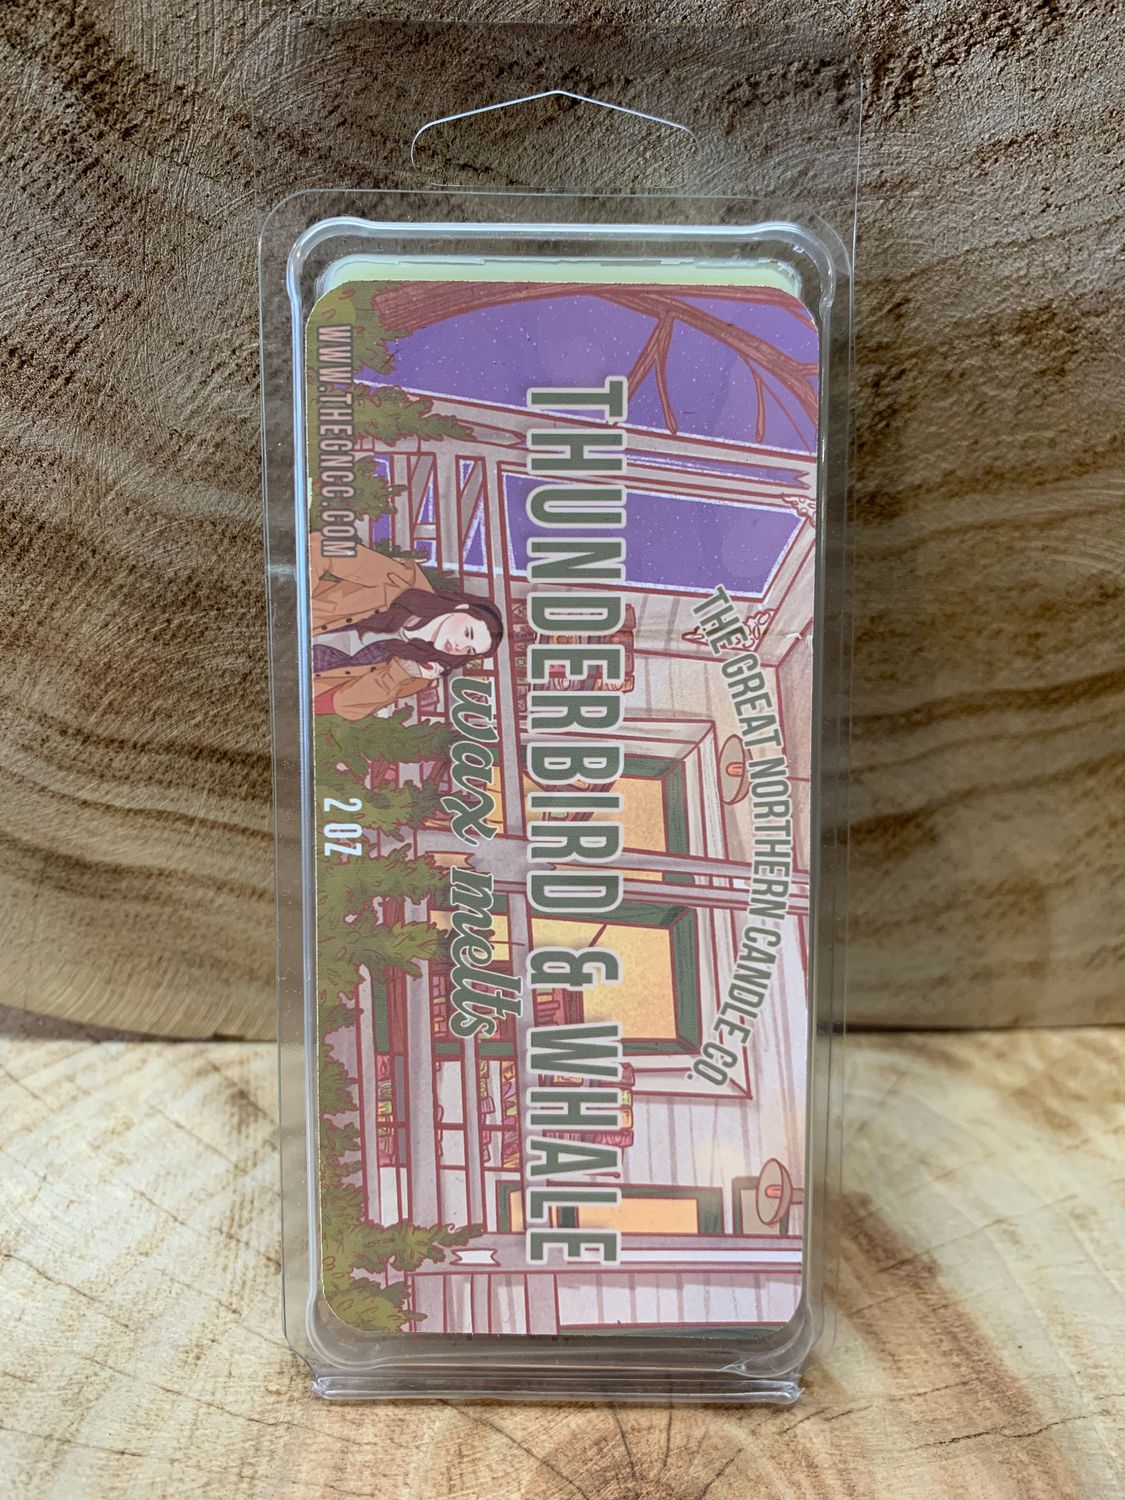 THE GREAT NORTHERN CANDLE CO.
THUNDERBIRD & WHALE
wax melts
WWW.THEGNCC.COM
2 OZ